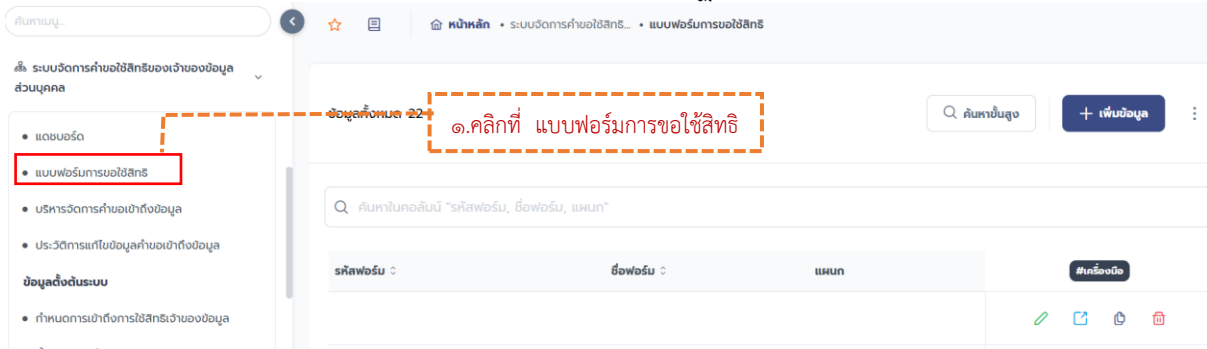 ค้นหาเมนู...
หน้าหลัก • ระบบจัดการคำขอใช้สิทธิ... • แบบฟอร์มการขอใช้สิทธิ
ระบบจัดการคำขอใช้สิทธิของเจ้าของข้อมูล
ส่วนบุคคล
• แดชบอร์ด
• แบบฟอร์มการขอใช้สิทธิ
• บริหารจัดการคำขอเข้าถึงข้อมูล
• ประวัติการแก้ไขข้อมูลคำขอเข้าถึงข้อมูล
ข้อมูลตั้งต้นระบบ
• กำหนดการเข้าถึงการใช้สิทธิเจ้าของข้อมูล
ข้อมูลทั้งหมด 22
๑.คลิกที่ แบบฟอร์มการขอใช้สิทธิ
ค้นหาขั้นสูง
+ เพิ่มข้อมูล
ค้นหาในคอลัมน์ "รหัสฟอร์ม, ชื่อฟอร์ม, แผนก"
รหัสฟอร์ม ชื่อฟอร์ม แผนก #เครื่องมือ